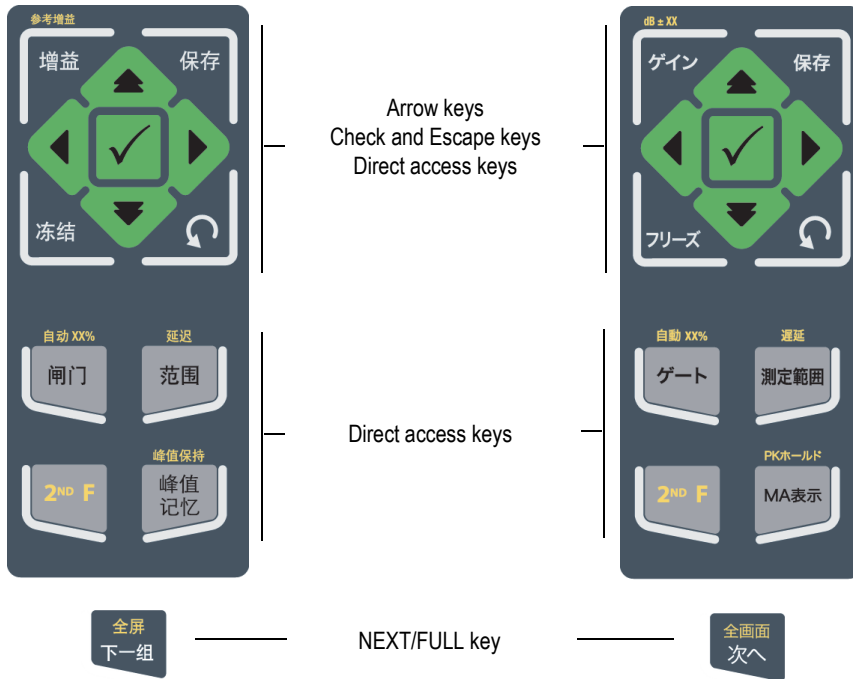 参考增益
增益
保存
冻结
自动 XX%
延迟
闸门
范围
峰值保持
2ND F
峰值
记忆
全屏
下一组
Arrow keys
Check and Escape keys
Direct access keys
Direct access keys
NEXT/FULL key
dB ± XX
ゲイン
保存
フリーズ
自動 XX%
遅延
ゲート
測定範囲
PKホールド
2ND F
MA表示
全画面
次へ